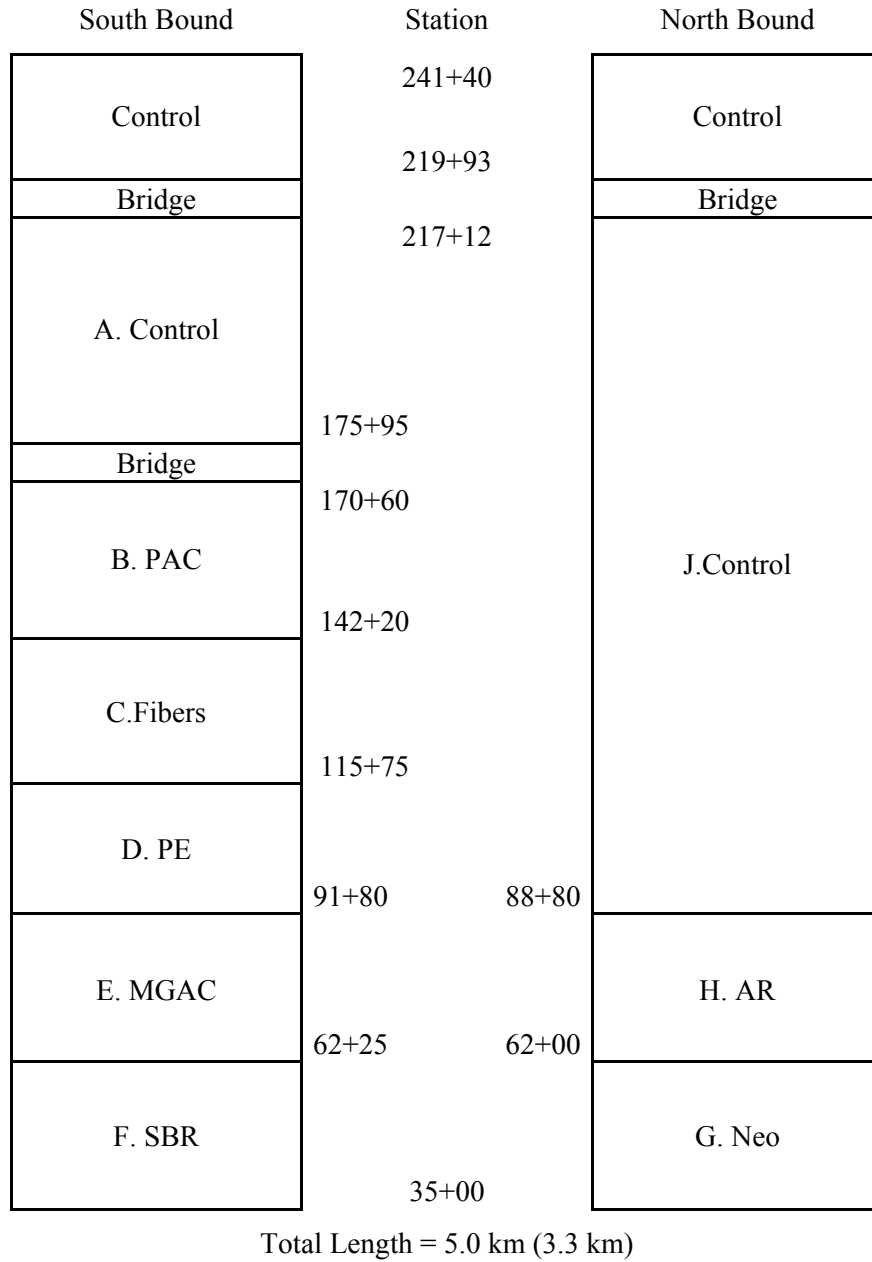 South Bound Station North Bound
241+40
Control Control
219+93
Bridge Bridge
217+12
A. Control
175+95
Bridge
170+60
B. PAC J.Control
142+20
C.Fibers
115+75
D. PE
91+80 88+80
E. MGAC H. AR
62+25 62+00
F. SBR G. Neo
35+00
Total Length = 5.0 km (3.3 km)